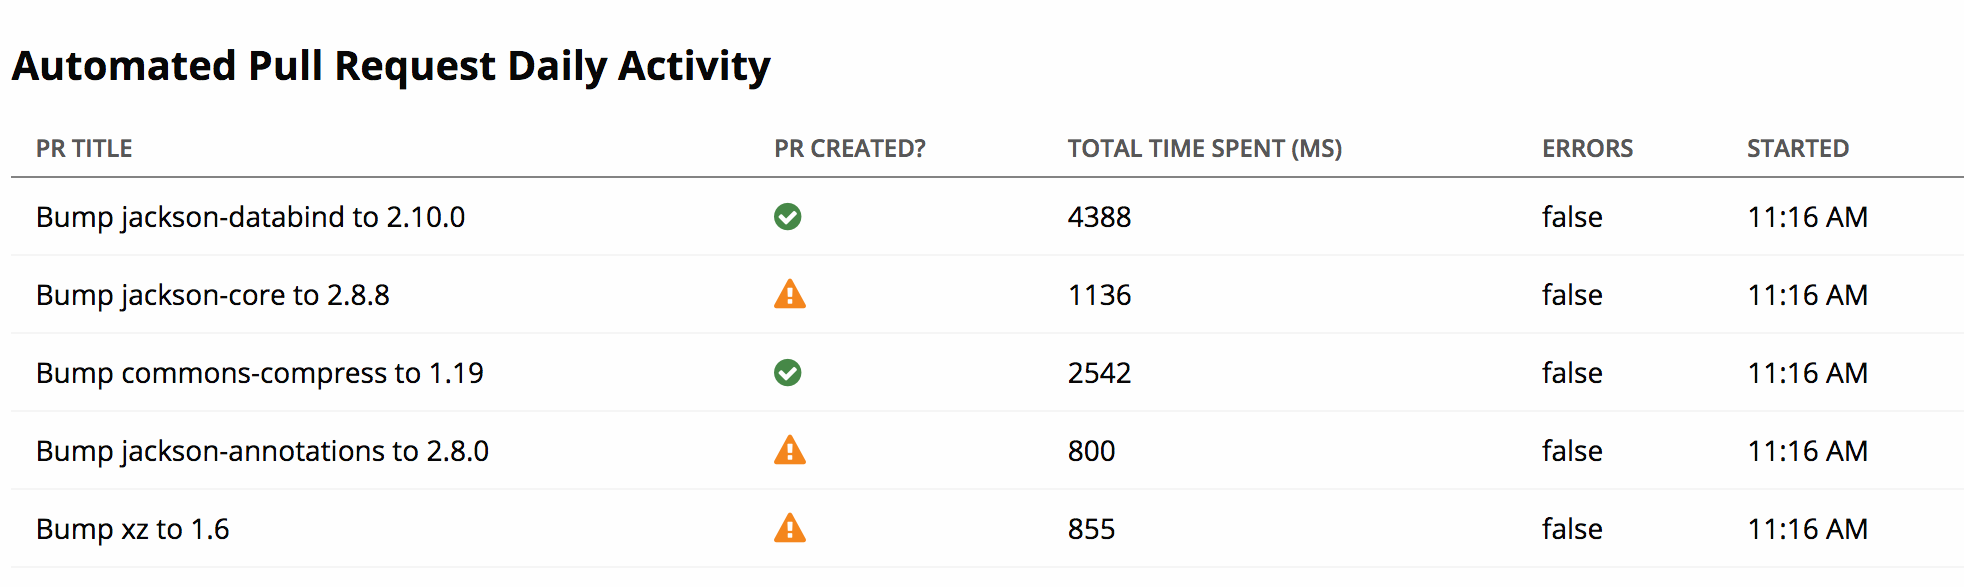 Automated Pull Request Daily Activity
PR TITLE PR CREATED? TOTAL TIME SPENT (MS) ERRORS STARTED
Bump jackson-databind to 2.10.0 4388 false 11:16 AM
Bump jackson-core to 2.8.8 1136 false 11:16 AM
Bump commons-compress to 1.19 2542 false 11:16 AM
Bump jackson-annotations to 2.8.0 800 false 11:16 AM
Bump xz to 1.6 855 false 11:16 AM